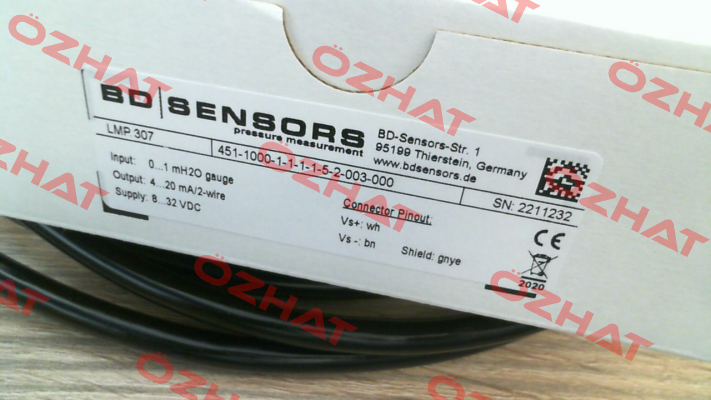 BD|SENSORS
pressure measurement
BD-Sensors-Str. 1
95199 Thierstein, Germany
www.bdsensors.de
LMP 307
451-1000-1-1-1-1-5-2-003-000
SN: 2211232
Input: 0...1 mH2O gauge
Output: 4...20 mA/2-wire
Supply: 8...32 VDC
Connector Pinout:
Vs+: wh
Vs -: bn
Shield: gnye
CE
2020
ÖZHAT
ÖZHAT
ÖZHAT
ÖZHAT
ÖZHAT
ÖZHAT
ÖZHAT
ÖZHAT
ÖZHAT